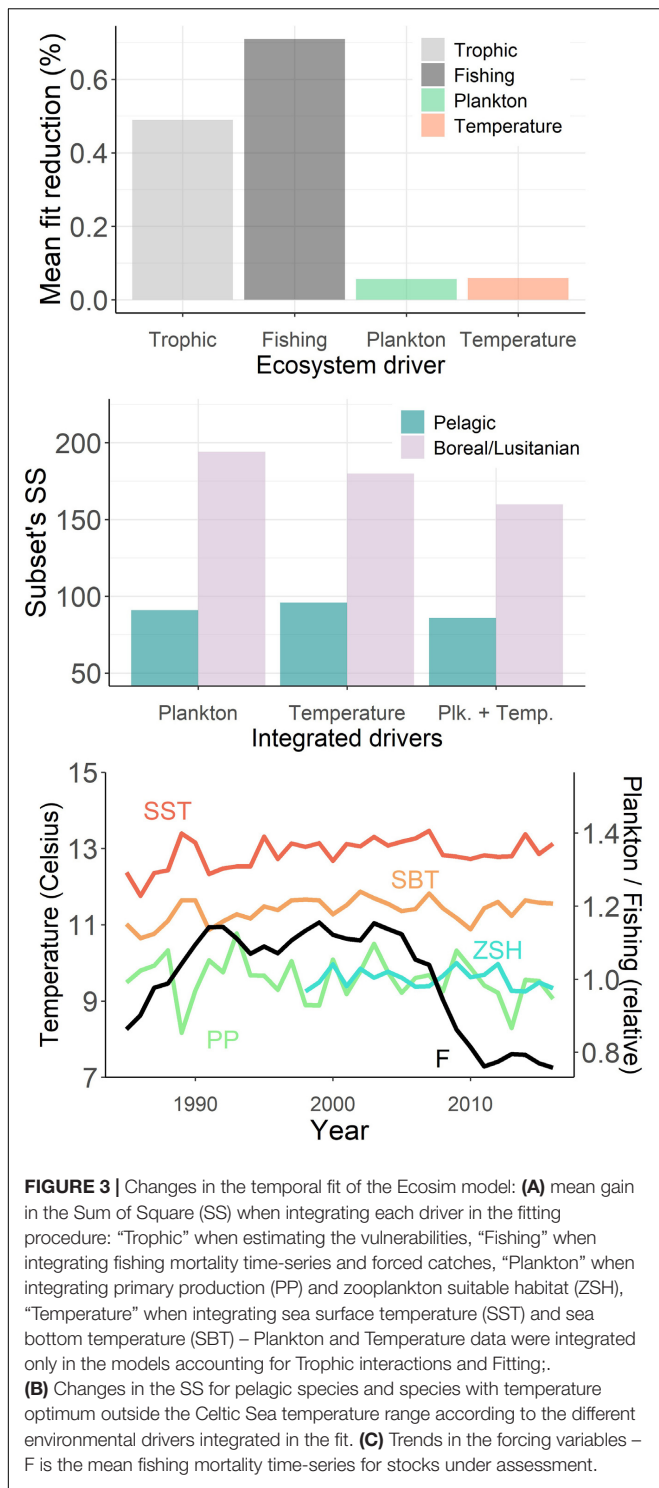 Mean fit reduction (%)
0.6
0.4
0.2
0.0
Trophic
Fishing
Plankton
Temperature
Trophic Fishing Plankton Temperature
Ecosystem driver
Subset's SS
200
150
100
50
Pelagic
Boreal/Lusitanian
Plankton Temperature Plk. + Temp.
Integrated drivers
Temperature (Celsius)
15
13
11
9
7
SST
SBT
ZSH
PP
F
1.4
1.2
1.0
0.8
Plankton / Fishing (relative)
1990 2000 2010
Year
FIGURE 3 | Changes in the temporal fit of the Ecosim model: (A) mean gain
in the Sum of Square (SS) when integrating each driver in the fitting
procedure: “Trophic” when estimating the vulnerabilities, “Fishing” when
integrating fishing mortality time-series and forced catches, “Plankton” when
integrating primary production (PP) and zooplankton suitable habitat (ZSH),
“Temperature” when integrating sea surface temperature (SST) and sea
bottom temperature (SBT) – Plankton and Temperature data were integrated
only in the models accounting for Trophic interactions and Fitting;.
(B) Changes in the SS for pelagic species and species with temperature
optimum outside the Celtic Sea temperature range according to the different
environmental drivers integrated in the fit. (C) Trends in the forcing variables –
F is the mean fishing mortality time-series for stocks under assessment.